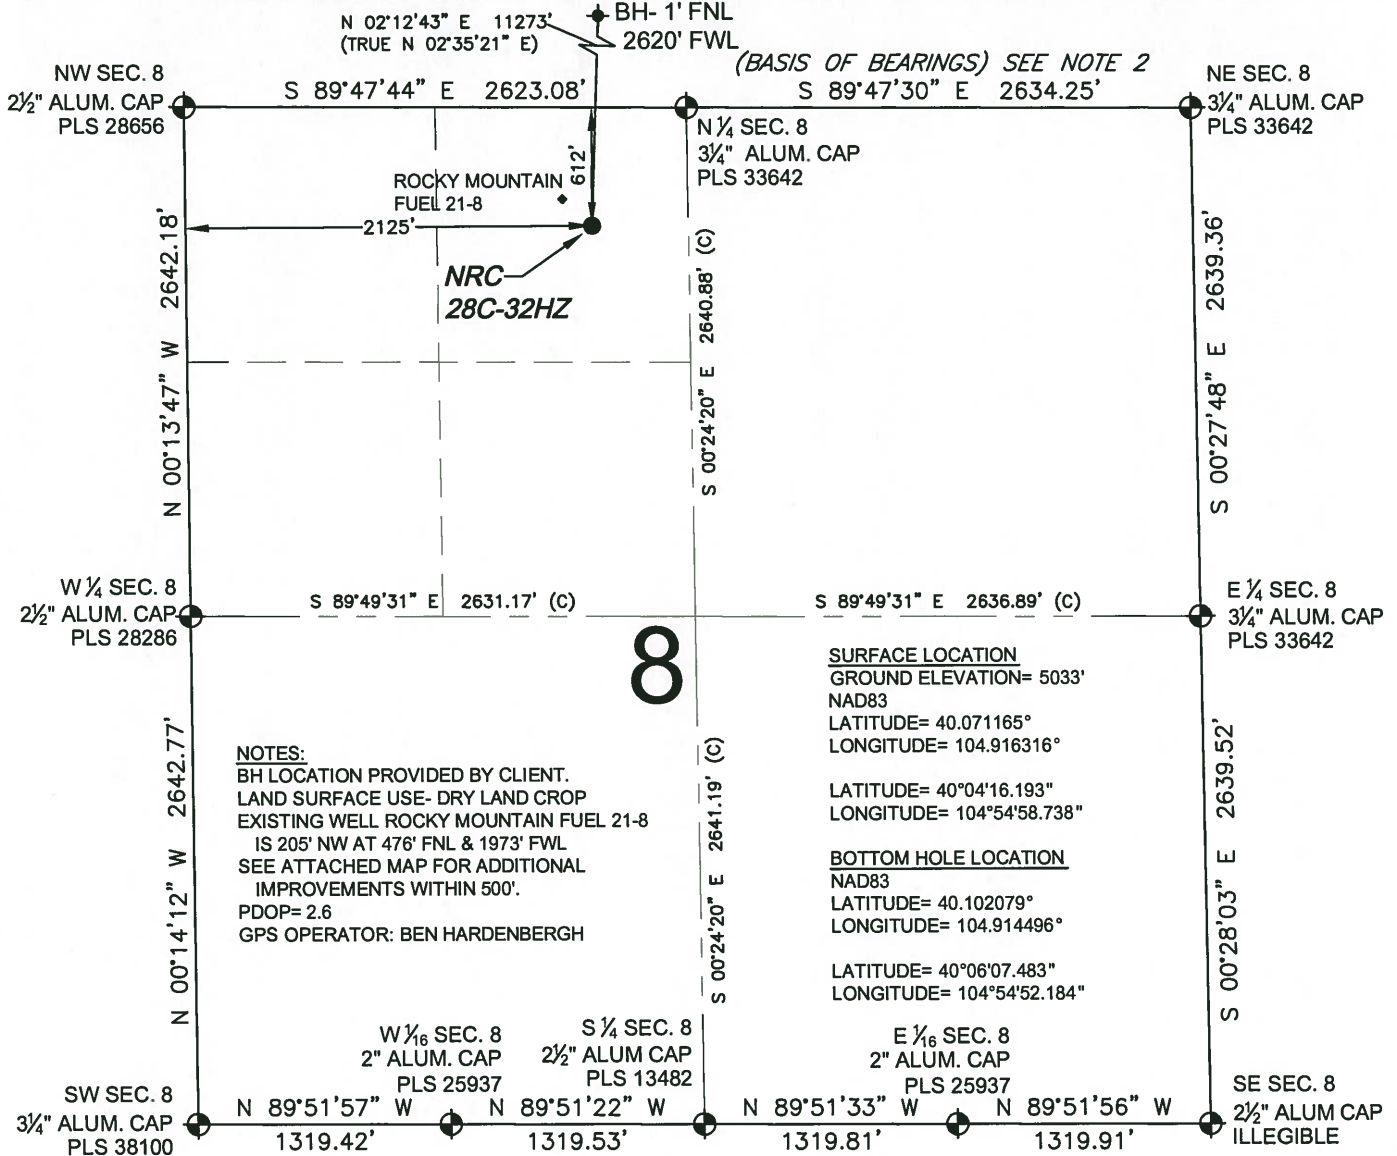 N 02°12'43" E 11273'
(TRUE N 02°35'21" E)
BH- 1' FNL
2620' FWL
(BASIS OF BEARINGS) SEE NOTE 2
NW SEC. 8
2½" ALUM. CAP
PLS 28656
S 89°47'44" E 2623.08'
S 89°47'30" E 2634.25'
NE SEC. 8
3¼" ALUM. CAP
PLS 33642
N ¼ SEC. 8
3¼" ALUM. CAP
PLS 33642
612'
ROCKY MOUNTAIN
FUEL 21-8
2125'
NRC
28C-32HZ
N 00°13'47" W 2642.18'
S 00°24'20" E 2640.88' (C)
S 00°27'48" E 2639.36'
W ¼ SEC. 8
2½" ALUM. CAP
PLS 28286
S 89°49'31" E 2631.17' (C)
S 89°49'31" E 2636.89' (C)
E ¼ SEC. 8
3¼" ALUM. CAP
PLS 33642
8
SURFACE LOCATION
GROUND ELEVATION= 5033'
NAD83
LATITUDE= 40.071165°
LONGITUDE= 104.916316°
LATITUDE= 40°04'16.193"
LONGITUDE= 104°54'58.738"
BOTTOM HOLE LOCATION
NAD83
LATITUDE= 40.102079°
LONGITUDE= 104.914496°
LATITUDE= 40°06'07.483"
LONGITUDE= 104°54'52.184"
NOTES:
BH LOCATION PROVIDED BY CLIENT.
LAND SURFACE USE- DRY LAND CROP
EXISTING WELL ROCKY MOUNTAIN FUEL 21-8
IS 205' NW AT 476' FNL & 1973' FWL
SEE ATTACHED MAP FOR ADDITIONAL
IMPROVEMENTS WITHIN 500'.
PDOP= 2.6
GPS OPERATOR: BEN HARDENBERGH
N 00°14'12" W 2642.77'
S 00°24'20" E 2641.19' (C)
S 00°28'03" E 2639.52'
SW SEC. 8
3¼" ALUM. CAP
PLS 38100
W 1/16 SEC. 8
2" ALUM. CAP
PLS 25937
S ¼ SEC. 8
2½" ALUM CAP
PLS 13482
E 1/16 SEC. 8
2" ALUM. CAP
PLS 25937
SE SEC. 8
2½" ALUM CAP
ILLEGIBLE
N 89°51'57" W
1319.42'
N 89°51'22" W
1319.53'
N 89°51'33" W
1319.81'
N 89°51'56" W
1319.91'